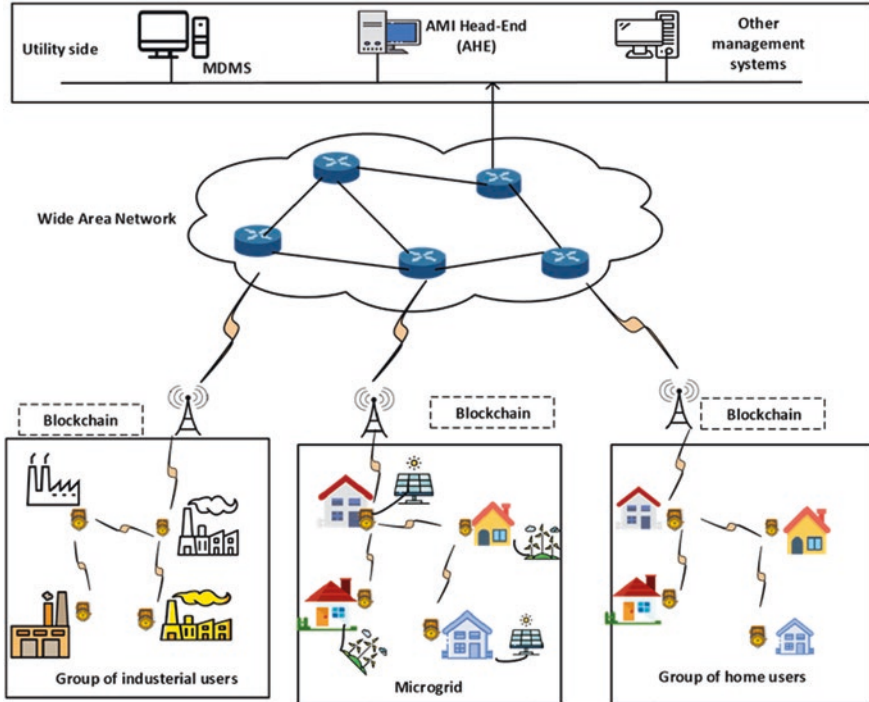 Utility side
MDMS
AMI Head-End
(AHE)
Other
management
systems
Wide Area Network
Blockchain
Blockchain
Blockchain
Group of industerial users
Microgrid
Group of home users